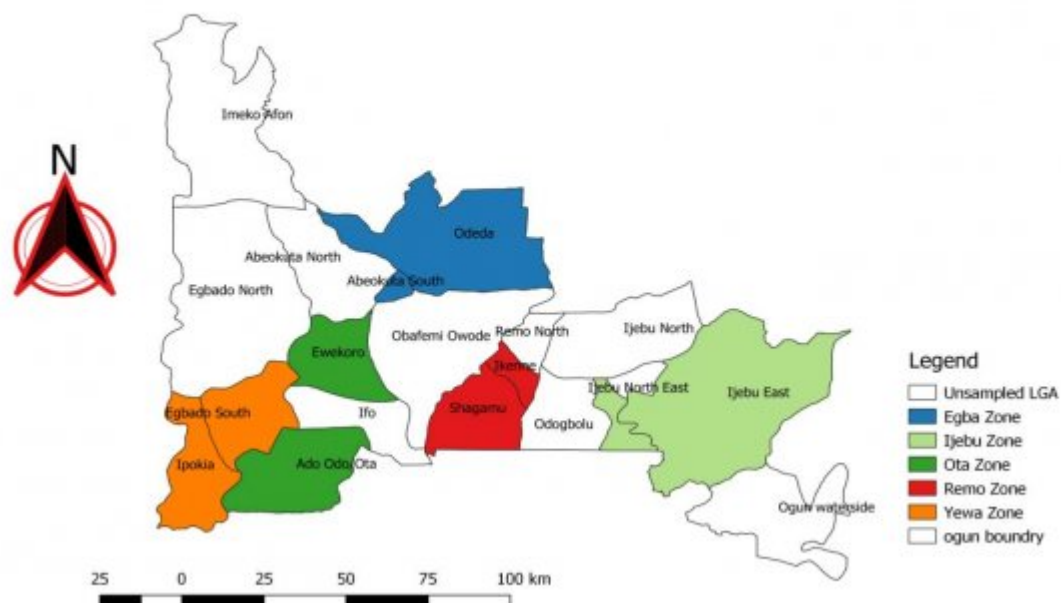 Imeko Afon
N
Odeda
Abeokuta North
Abeokuta South
Egbado North
Obafemi Owode
Remo North
Ijebu North
Ewekoro
Ikenne
Ijebu North East
Ijebu East
Egbado South
Ifo
Shagamu
Odogbolu
Ipokia
Ado Odo/Ota
Ogun waterside
Legend
Unsampled LGA
Egba Zone
Ijebu Zone
Ota Zone
Remo Zone
Yewa Zone
ogun boundry
25 0 25 50 75 100 km